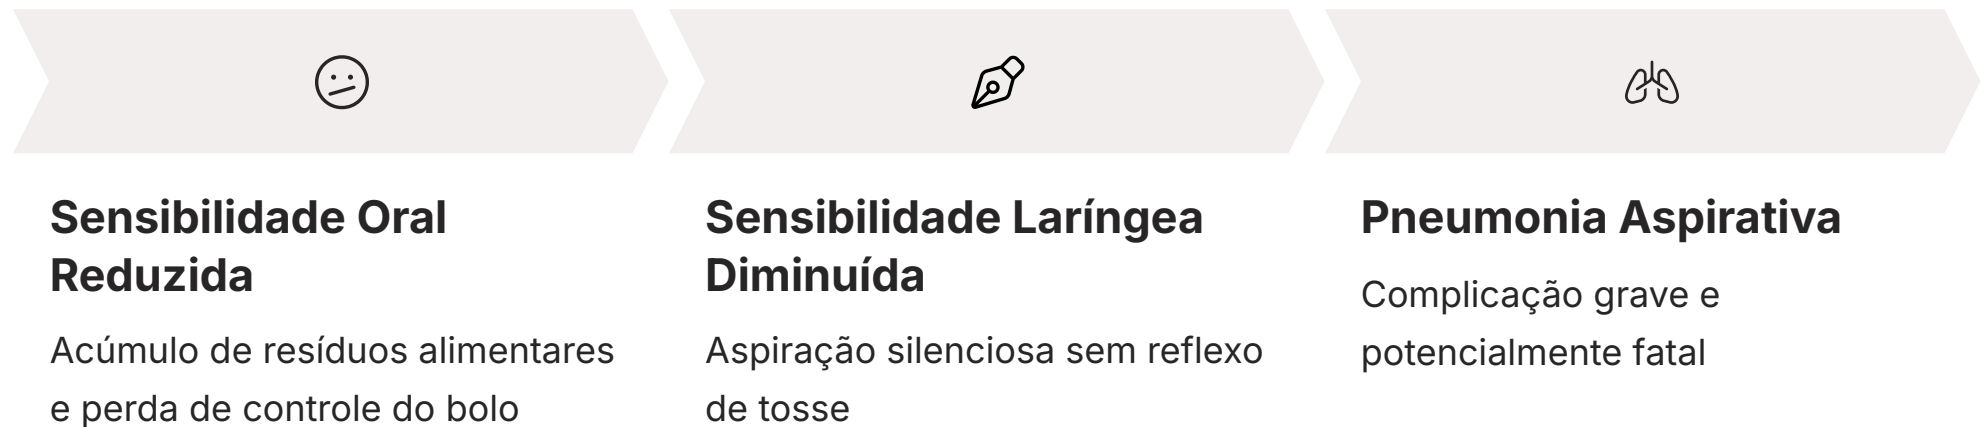 Sensibilidade Oral
Reduzida
Acúmulo de resíduos alimentares
e perda de controle do bolo
Sensibilidade Laríngea
Diminuída
Aspiração silenciosa sem reflexo
de tosse
Pneumonia Aspirativa
Complicação grave e
potencialmente fatal